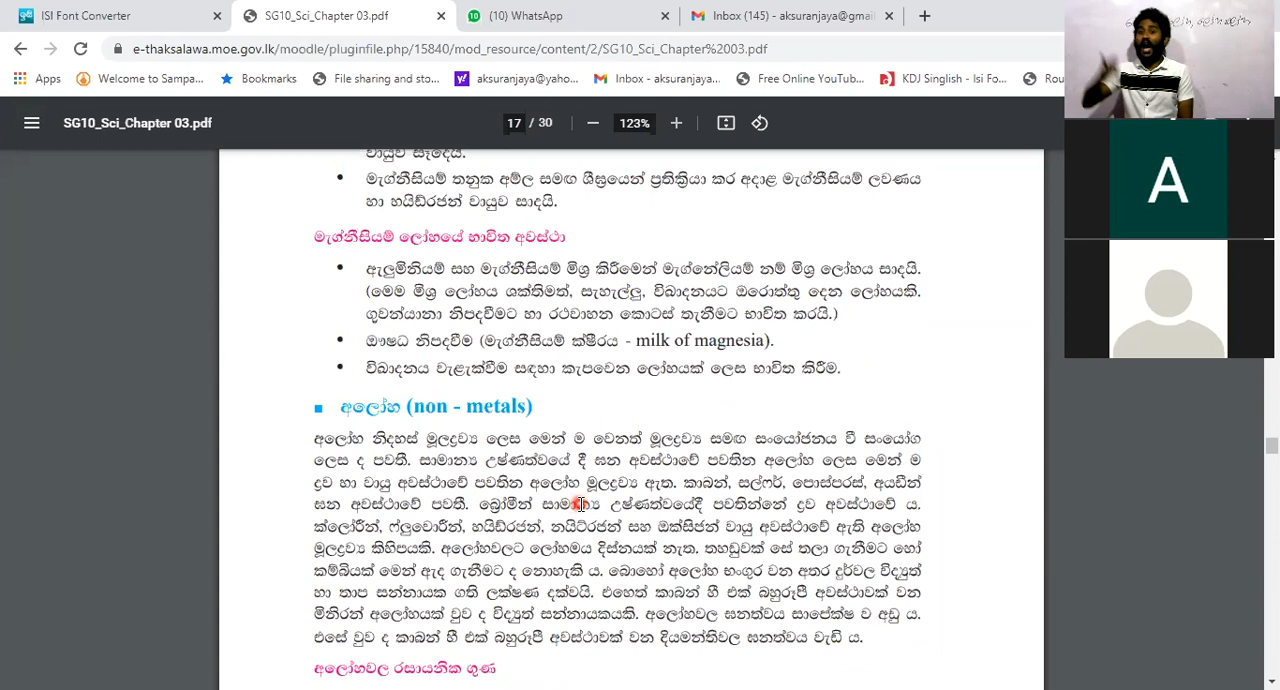 ISI Font Converter
SG10_Sci_Chapter 03.pdf
(10) WhatsApp
Inbox (145) - aksuranjaya@gmai
e-thaksalawa.moe.gov.lk/moodle/pluginfile.php/15840/mod_resource/content/2/SG10_Sci_Chapter%2003.pdf
Apps
Welcome to Sampa...
Bookmarks
File sharing and sto...
aksuranjaya@yaho...
Inbox - aksuranjaya...
Free Online YouTub...
KDJ Singlish - Isi Fo...
Rou
SG10_Sci_Chapter 03.pdf
17 / 30
123%
A
වායුව සෑදෙයි.
• මැග්නීසියම් තනුක අම්ල සමඟ ශීඝ්‍රයෙන් ප්‍රතික්‍රියා කර අදාළ මැග්නීසියම් ලවණය
හා හයිඩ්රජන් වායුව සාදයි.
මැග්නීසියම් ලෝහයේ භාවිත අවස්ථා
• ඇලුමිනියම් සහ මැග්නීසියම් මිශ්‍ර කිරීමෙන් මැග්නේලියම් නම් මිශ්‍ර ලෝහය සාදයි.
(මෙම මිශ්‍ර ලෝහය ශක්තිමත්, සැහැල්ලු, විඛාදනයට ඔරොත්තු දෙන ලෝහයකි.
ගුවන්යානා නිපදවීමට හා රථවාහන කොටස් තැනීමට භාවිත කරයි.)
• ඖෂධ නිපදවීම (මැග්නීසියම් ක්ෂීරය - milk of magnesia).
• විඛාදනය වැළැක්වීම සඳහා කැපවෙන ලෝහයක් ලෙස භාවිත කිරීම.
■ අලෝහ (non - metals)
අලෝහ නිදහස් මූලද්‍රව්‍ය ලෙස මෙන් ම වෙනත් මූලද්‍රව්‍ය සමඟ සංයෝජනය වී සංයෝග
ලෙස ද පවතී. සාමාන්‍ය උෂ්ණත්වයේ දී ඝන අවස්ථාවේ පවතින අලෝහ ලෙස මෙන් ම
ද්‍රව හා වායු අවස්ථාවේ පවතින අලෝහ මූලද්‍රව්‍ය ඇත. කාබන්, සල්ෆර්, පොස්පරස්, අයඩීන්
ඝන අවස්ථාවේ පවතී. බ්‍රෝමීන් සාමාන්‍ය උෂ්ණත්වයේදී පවතින්නේ ද්‍රව අවස්ථාවේ ය.
ක්ලෝරීන්, ෆ්ලුවොරීන්, හයිඩ්රජන්, නයිට්රජන් සහ ඔක්සිජන් වායු අවස්ථාවේ ඇති අලෝහ
මූලද්‍රව්‍ය කිහිපයකි. අලෝහවලට ලෝහමය දිස්නයක් නැත. තහඩුවක් සේ තලා ගැනීමට හෝ
කම්බියක් මෙන් ඇද ගැනීමට ද නොහැකි ය. බොහෝ අලෝහ භංගුර වන අතර දුර්වල විද්‍යුත්
හා තාප සන්නායක ගති ලක්ෂණ දක්වයි. එහෙත් කාබන් හී එක් බහුරූපී අවස්ථාවක් වන
මිනිරන් අලෝහයක් වුව ද විද්‍යුත් සන්නායකයකි. අලෝහවල ඝනත්වය සාපේක්ෂ ව අඩු ය.
එසේ වුව ද කාබන් හී එක් බහුරූපී අවස්ථාවක් වන දියමන්තිවල ඝනත්වය වැඩි ය.
අලෝහවල රසායනික ගුණ